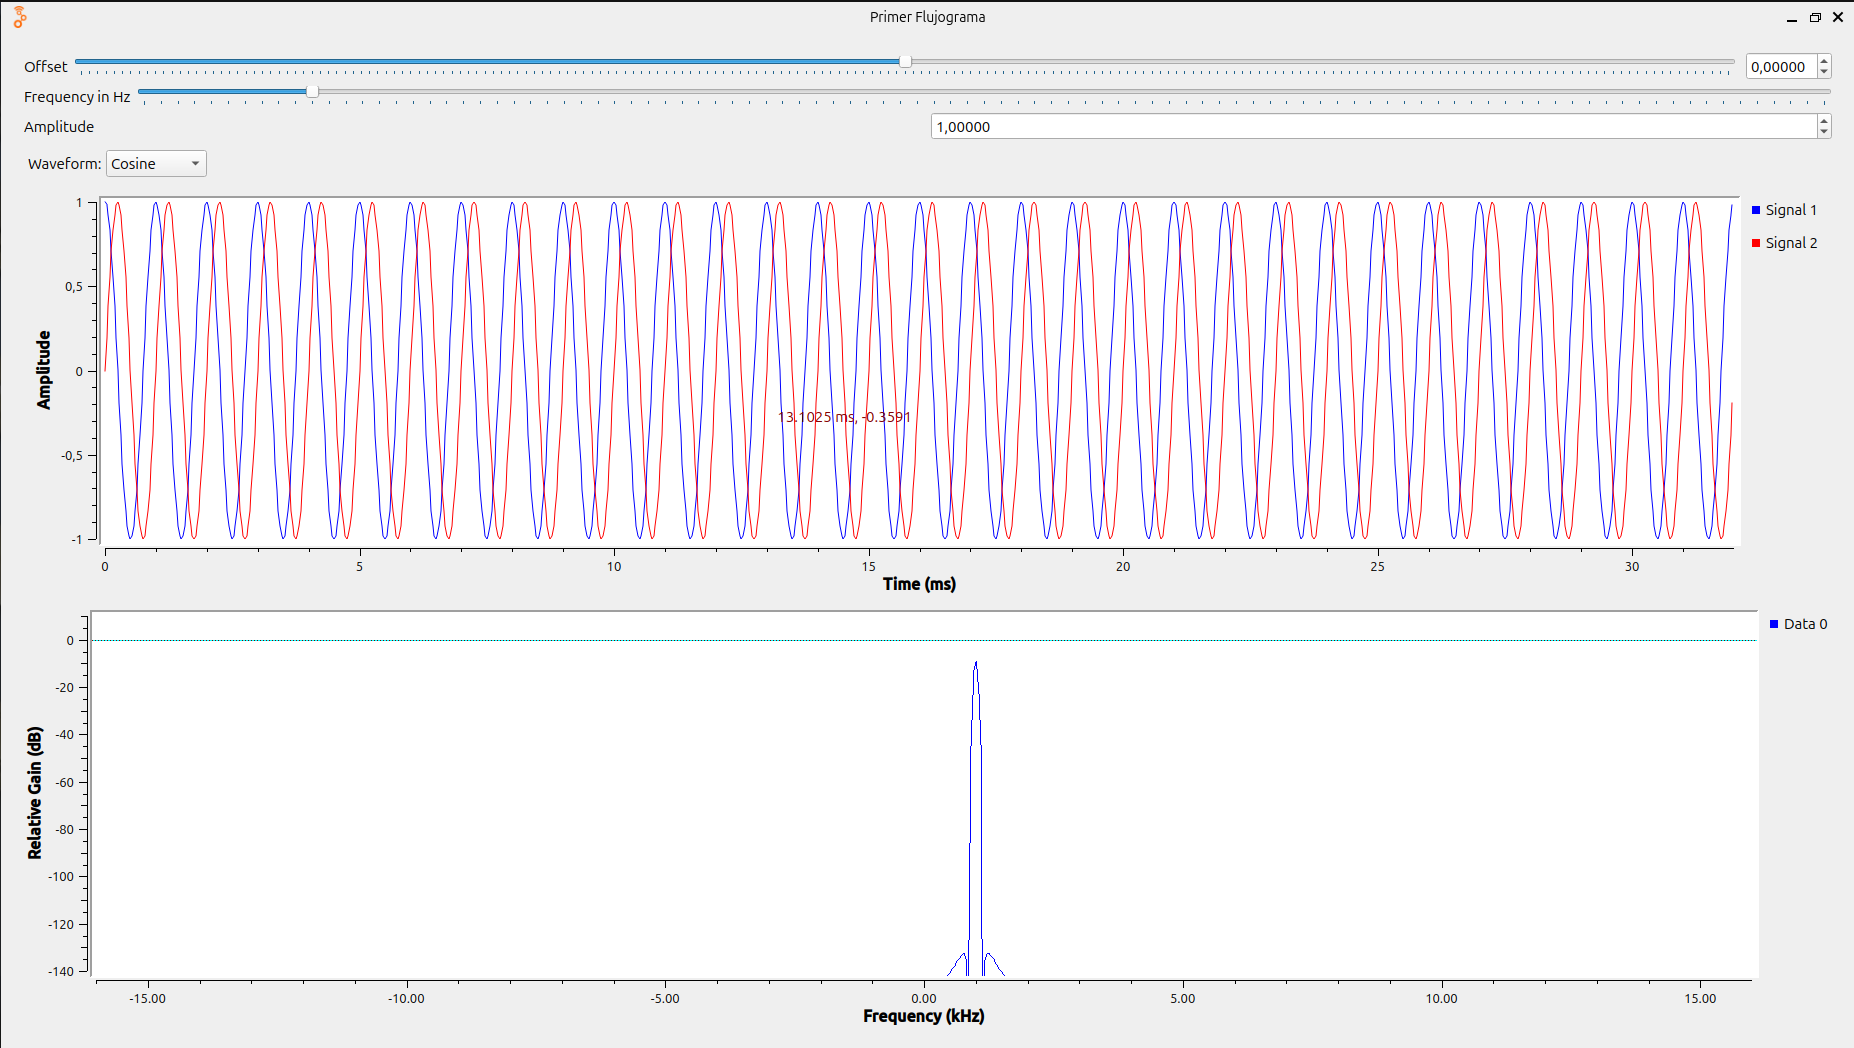 Primer Flujograma
Offset 0,00000
Frequency in Hz
Amplitude 1,00000
Waveform: Cosine
1
0,5
0
-0,5
-1
Amplitude
13.1025 ms, -0.3591
Signal 1
Signal 2
0 5 10 15 20 25 30
Time (ms)
0
-20
-40
-60
-80
-100
-120
-140
Relative Gain (dB)
Data 0
-15.00 -10.00 -5.00 0.00 5.00 10.00 15.00
Frequency (kHz)